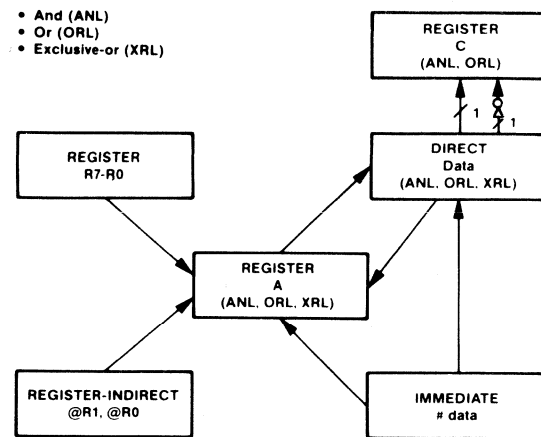 • And (ANL)
• Or (ORL)
• Exclusive-or (XRL)
REGISTER
C
(ANL, ORL)
1
1
REGISTER
R7-R0
DIRECT
Data
(ANL, ORL, XRL)
REGISTER
A
(ANL, ORL, XRL)
REGISTER-INDIRECT
@R1, @R0
IMMEDIATE
# data